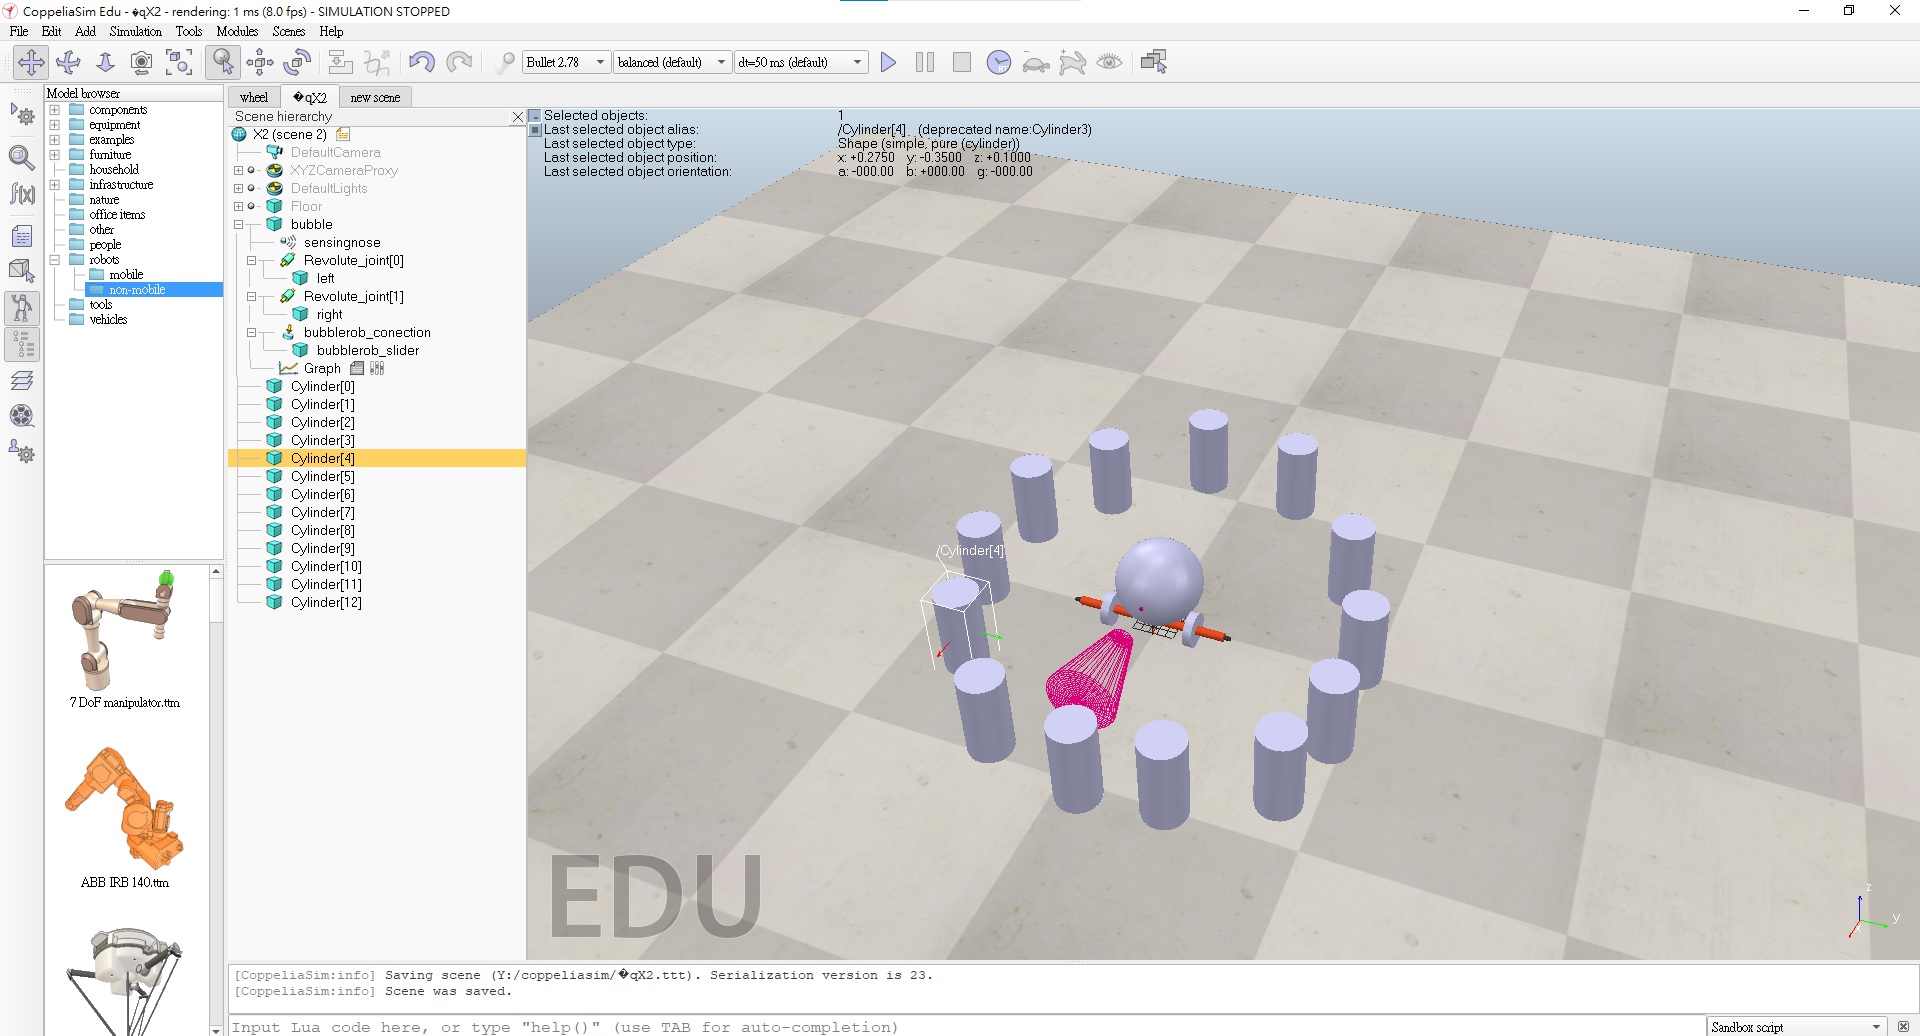 CoppeliaSim Edu - �qX2 - rendering: 1 ms (8.0 fps) - SIMULATION STOPPED
File Edit Add Simulation Tools Modules Scenes Help
Bullet 2.78 balanced (default) dt=50 ms (default)
RT
f(x)
Model browser
components
equipment
examples
furniture
household
infrastructure
nature
office items
other
people
robots
mobile
non-mobile
tools
vehicles
7 DoF manipulator.ttm
ABB IRB 140.ttm
wheel �qX2 new scene
Scene hierarchy
X2 (scene 2)
DefaultCamera
XYZCameraProxy
DefaultLights
Floor
bubble
sensingnose
Revolute_joint[0]
left
Revolute_joint[1]
right
bubblerob_conection
bubblerob_slider
Graph
Cylinder[0]
Cylinder[1]
Cylinder[2]
Cylinder[3]
Cylinder[4]
Cylinder[5]
Cylinder[6]
Cylinder[7]
Cylinder[8]
Cylinder[9]
Cylinder[10]
Cylinder[11]
Cylinder[12]
Selected objects: 1
Last selected object alias: /Cylinder[4] (deprecated name:Cylinder3)
Last selected object type: Shape (simple, pure (cylinder))
Last selected object position: x: +0.2750 y: -0.3500 z: +0.1000
Last selected object orientation: a: -000.00 b: +000.00 g: -000.00
/Cylinder[4]
EDU
z
y
[CoppeliaSim:info] Saving scene (Y:/coppeliasim/�qX2.ttt). Serialization version is 23.
[CoppeliaSim:info] Scene was saved.
Input Lua code here, or type "help()" (use TAB for auto-completion)
Sandbox script